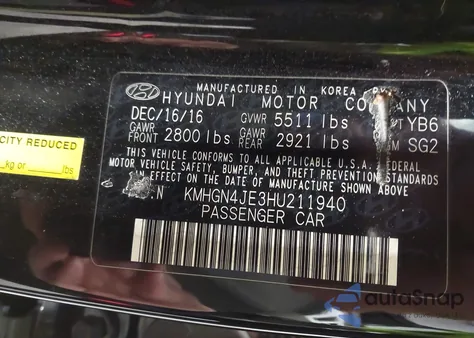 MANUFACTURED IN KOREA
HYUNDAI MOTOR COMPANY
DEC/16/16 GVWR 5511 lbs YB6
GAWR FRONT 2800 lbs GAWR REAR 2921 lbs SG2
THIS VEHICLE CONFORMS TO ALL APPLICABLE U.S.A. FEDERAL
MOTOR VEHICLE SAFETY, BUMPER, AND THEFT PREVENTION STANDARDS
IN EFFECT ON THE DATE OF MANUFACTURE SHOWN ABOVE
KMHGN4JE3HU211940
PASSENGER CAR
CITY REDUCED
kg or lbs
autoSnap